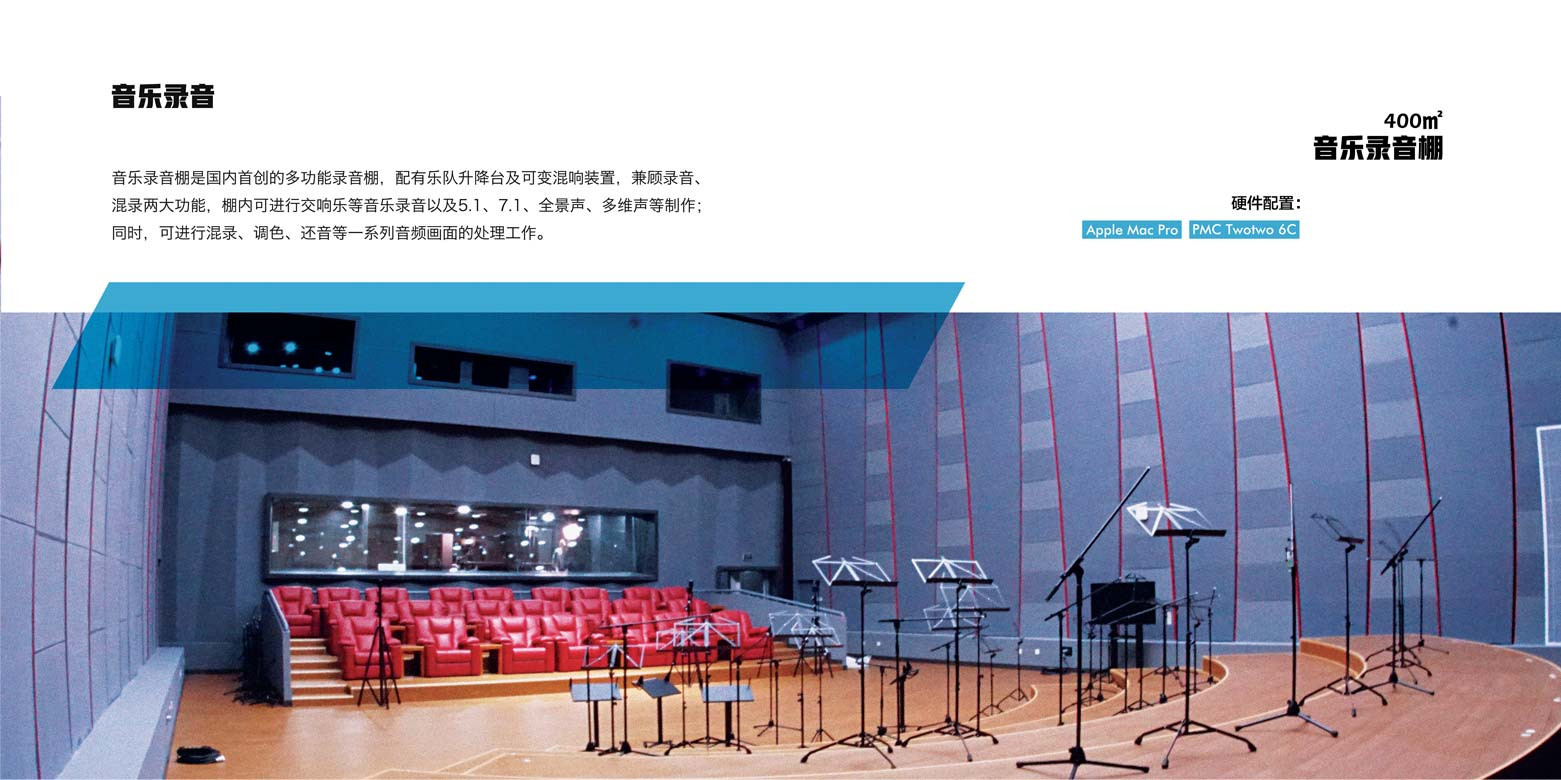 音乐录音
音乐录音棚是国内首创的多功能录音棚，配有乐队升降台及可变混响装置，兼顾录音、
混录两大功能，棚内可进行交响乐等音乐录音以及5.1、7.1、全景声、多维声等制作；
同时，可进行混录、调色、还音等一系列音频画面的处理工作。
400㎡
音乐录音棚
硬件配置：
Apple Mac Pro PMC Twotwo 6C